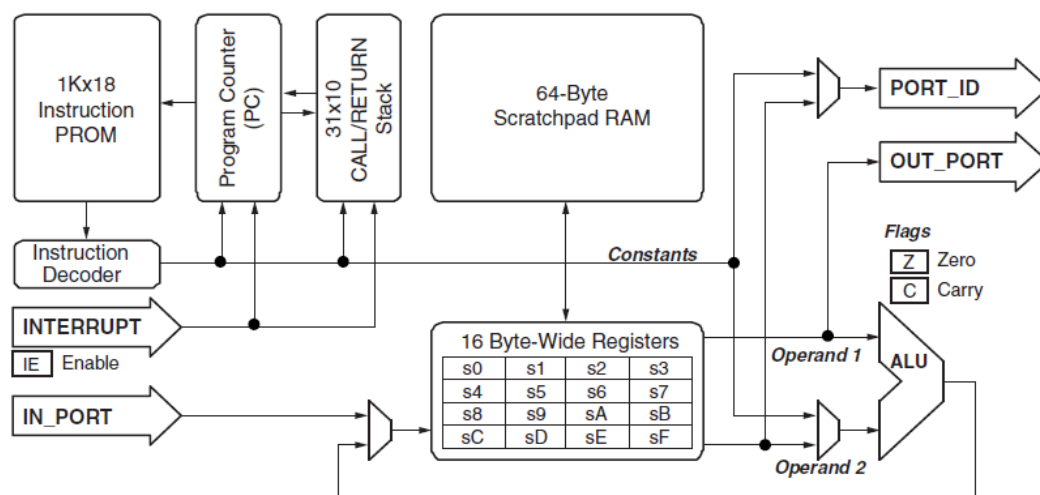 1Kx18
Instruction
PROM
Program Counter
(PC)
31x10
CALL/RETURN
Stack
64-Byte
Scratchpad RAM
PORT_ID
OUT_PORT
Instruction
Decoder
Constants
Flags
Z Zero
C Carry
INTERRUPT
IE Enable
IN_PORT
16 Byte-Wide Registers
s0 s1 s2 s3
s4 s5 s6 s7
s8 s9 sA sB
sC sD sE sF
Operand 1
ALU
Operand 2